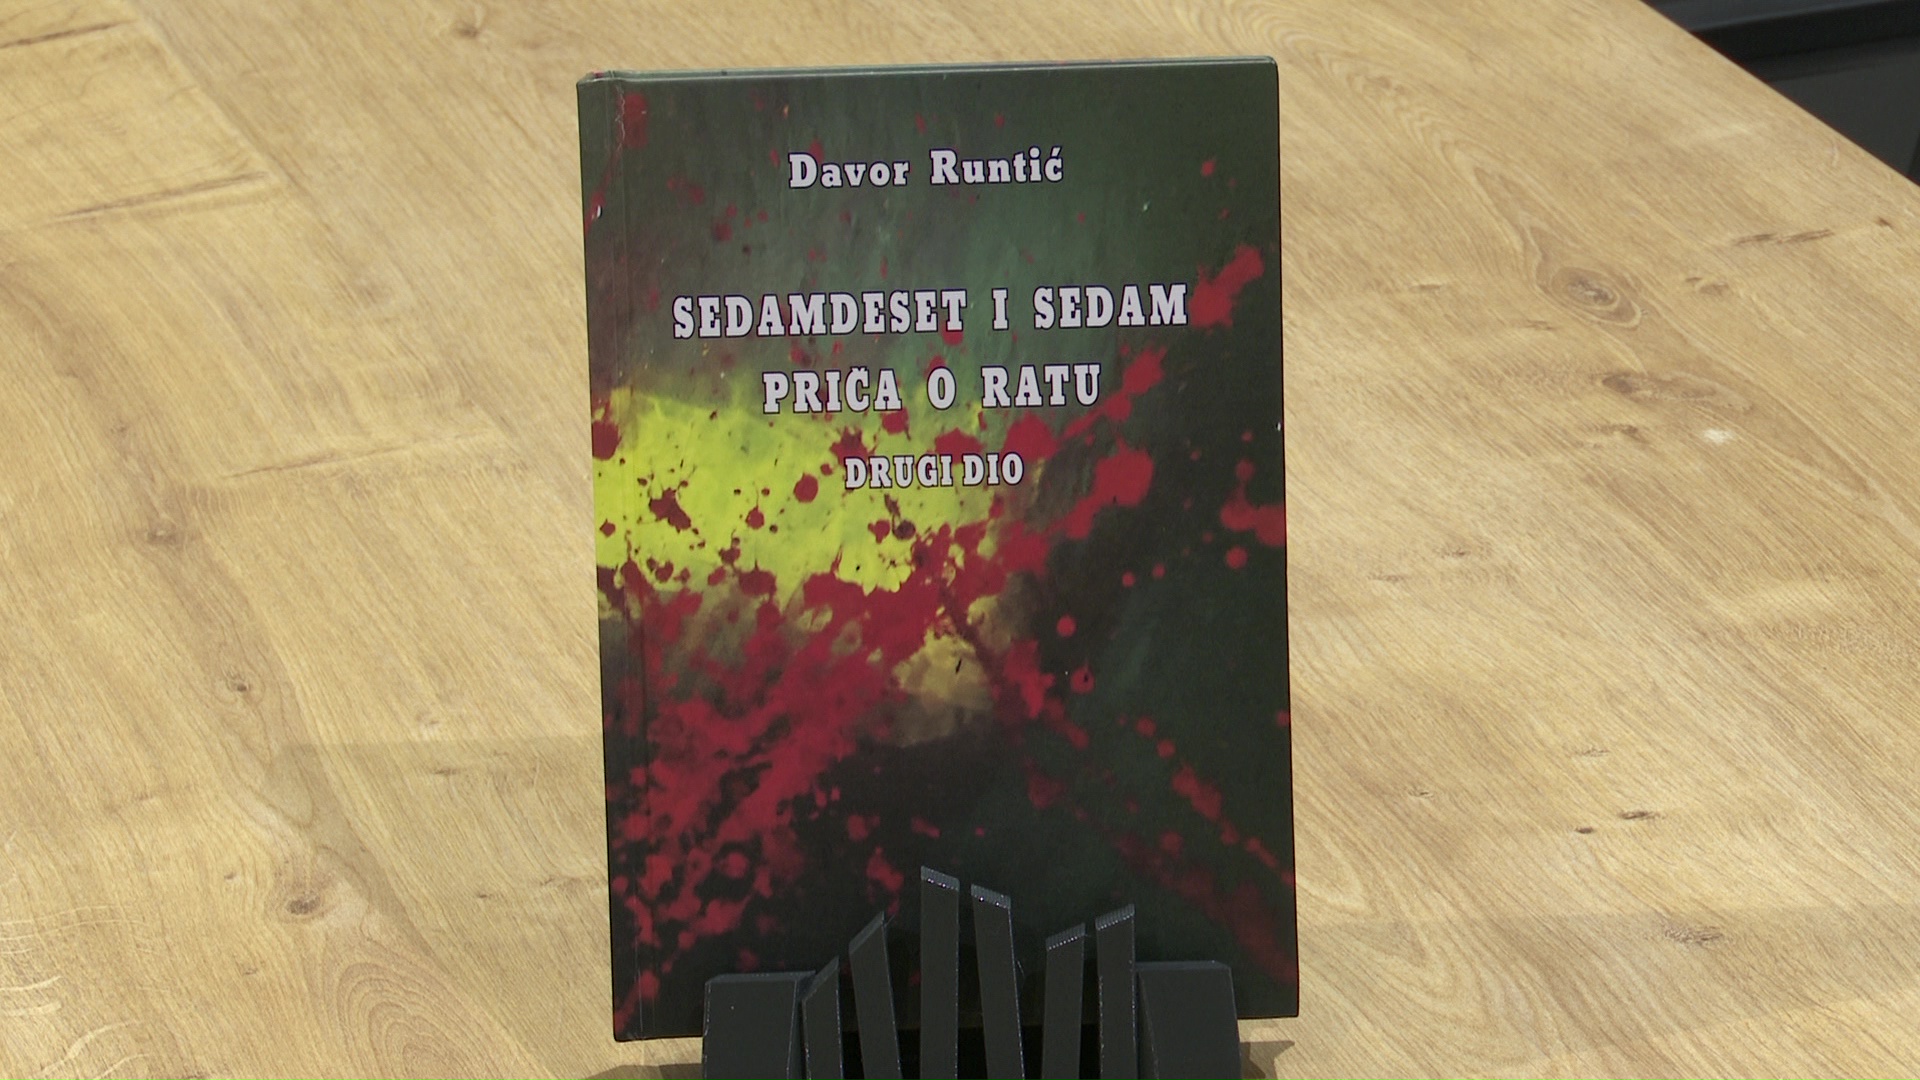 Davor Runtić
SEDAMDESET I SEDAM
PRIČA O RATU
DRUGI DIO